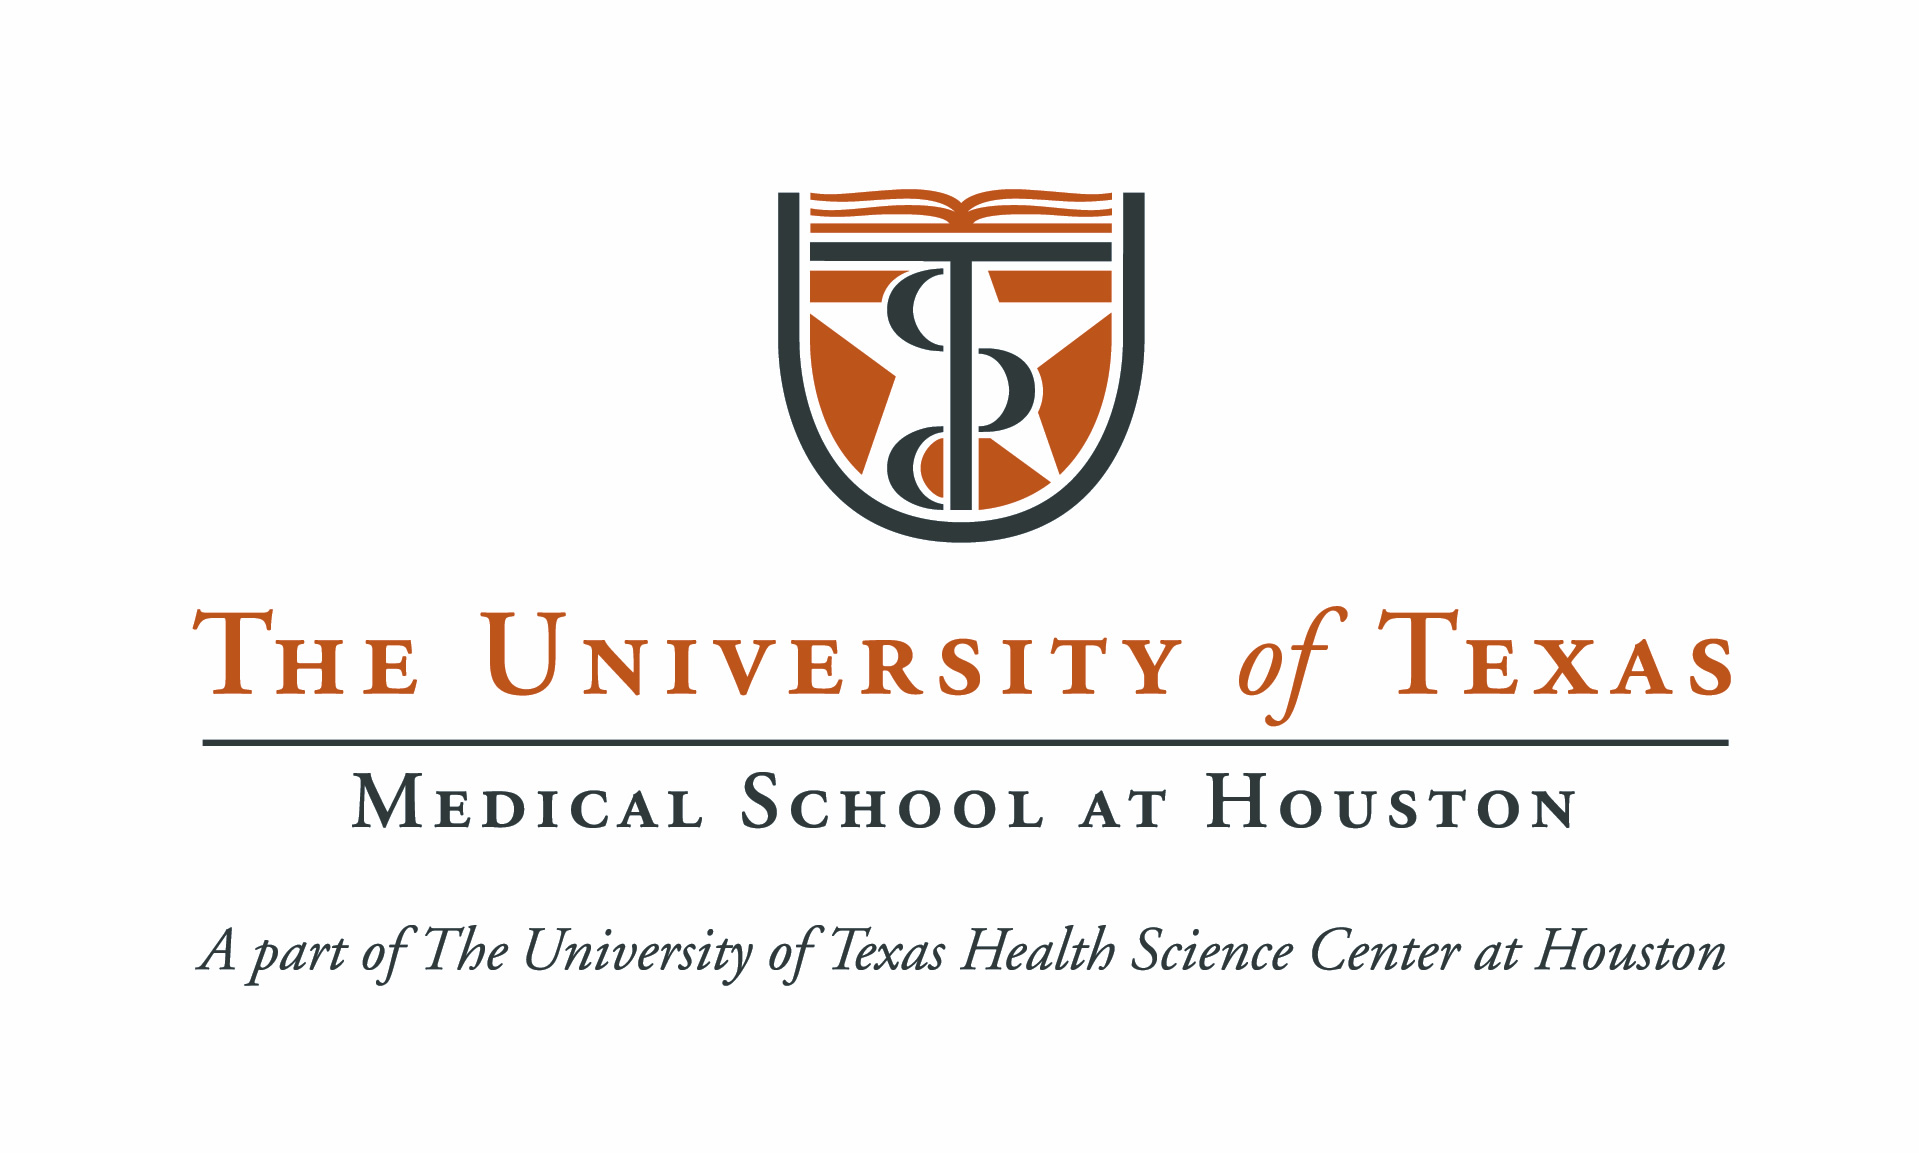 The University of Texas
Medical School at Houston
A part of The University of Texas Health Science Center at Houston